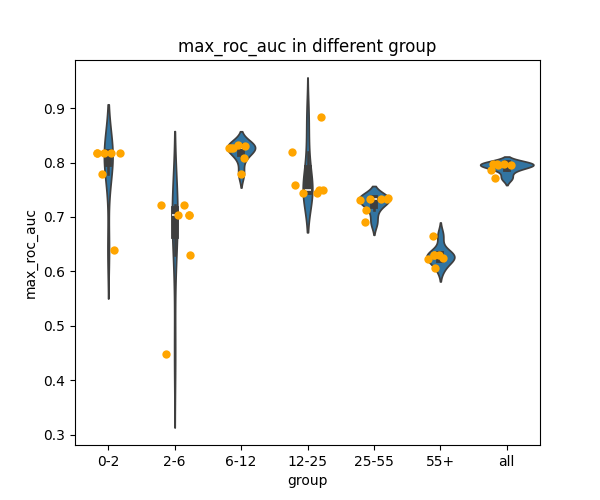 max_roc_auc in different group
max_roc_auc
0.9
0.8
0.7
0.6
0.5
0.4
0.3
0-2 2-6 6-12 12-25 25-55 55+ all
group